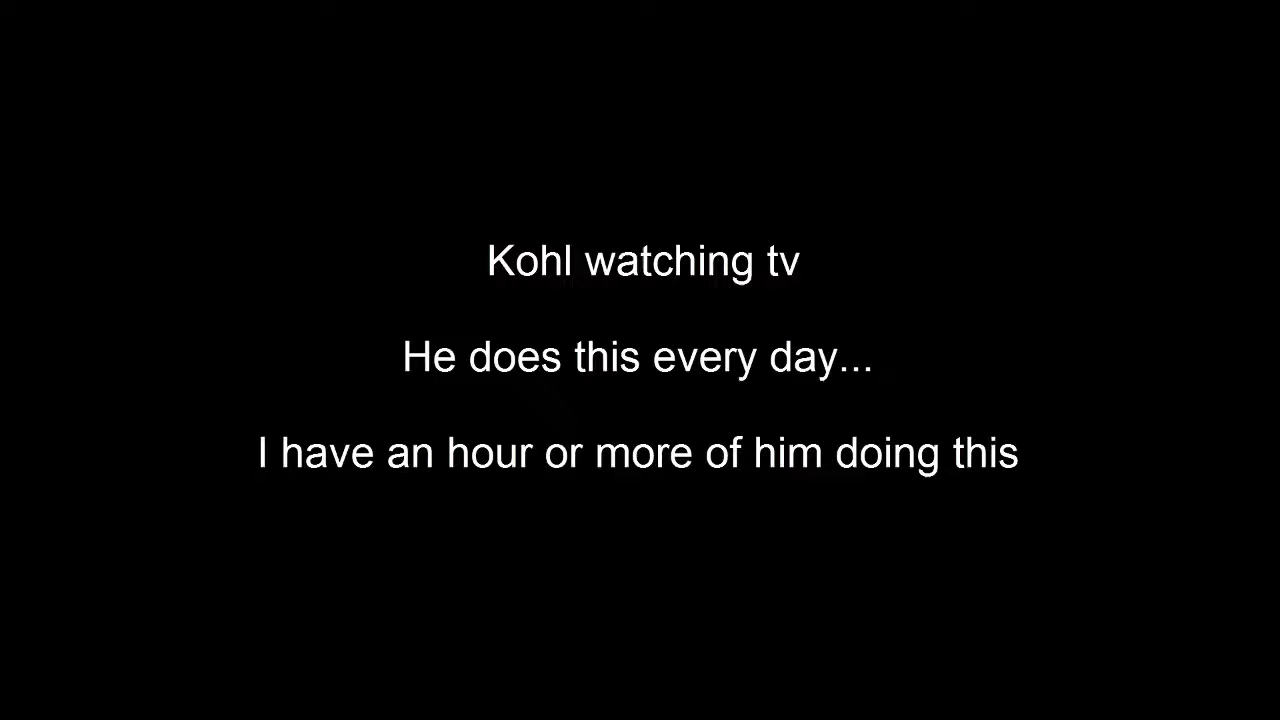 Kohl watching tv
He does this every day...
I have an hour or more of him doing this